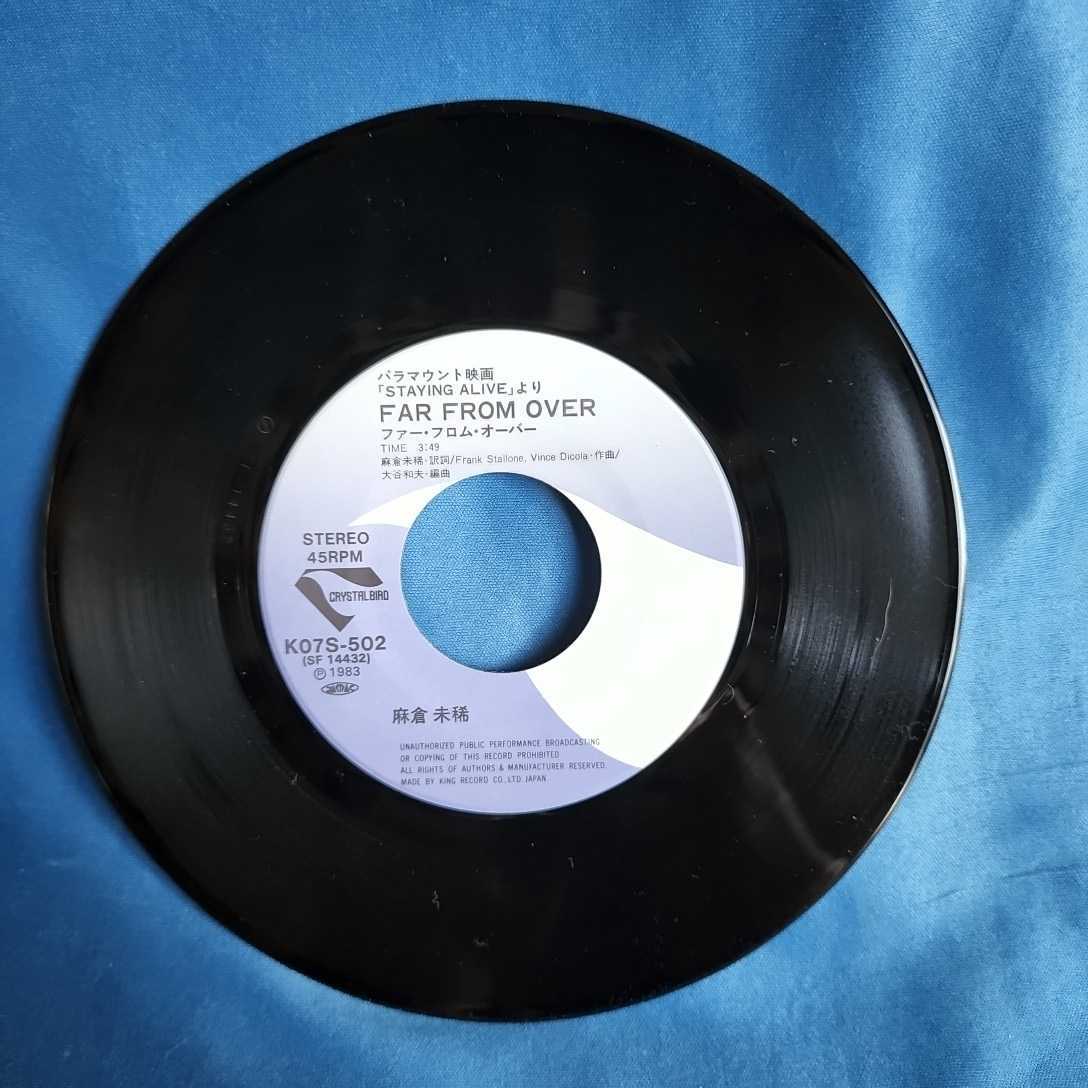 パラマウント映画
「STAYING ALIVE」より
FAR FROM OVER
ファー・フロム・オーバー
TIME 3:49
麻倉未稀・訳詞/Frank Stallone, Vince Dicola・作曲/
大谷和夫・編曲
STEREO
45RPM
CRYSTALBIRD
K07S-502
(SF 14432)
Ⓟ1983
麻倉 未稀
UNAUTHORIZED PUBLIC PERFORMANCE BROADCASTING
OR COPYING OF THIS RECORD PROHIBITED
ALL RIGHTS OF AUTHORS & MANUFACTURER RESERVED.
MADE BY KING RECORD CO.,LTD. JAPAN